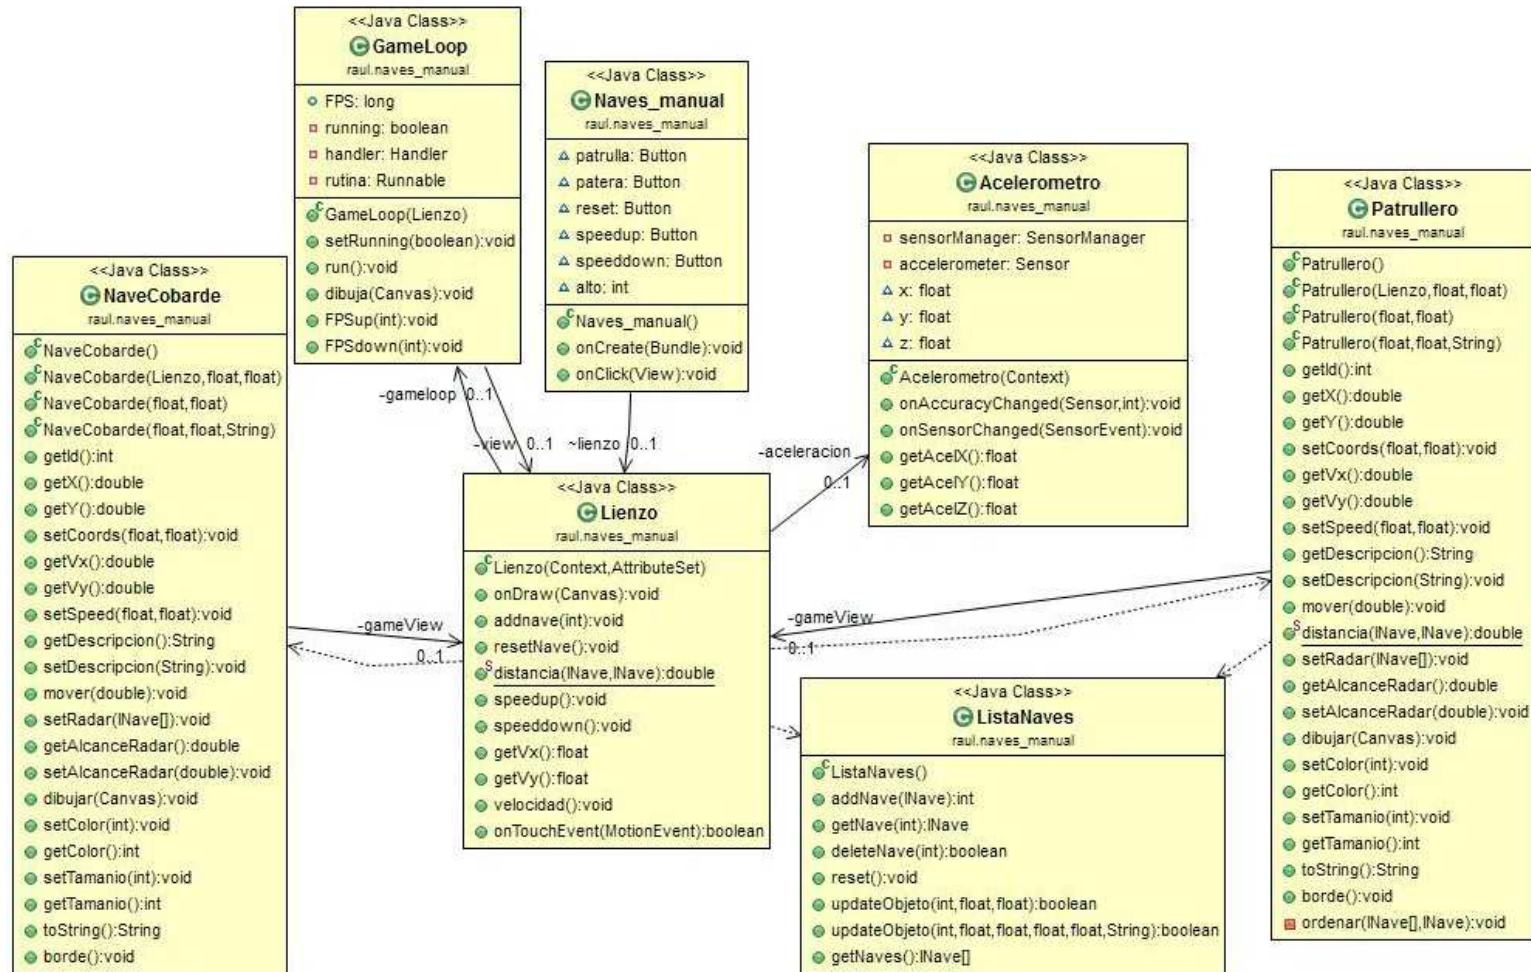 <<Java Class>>
GameLoop
raul.naves_manual
FPS: long
running: boolean
handler: Handler
rutina: Runnable
GameLoop(Lienzo)
setRunning(boolean):void
run():void
dibuja(Canvas):void
FPSup(int):void
FPSdown(int):void
<<Java Class>>
Naves_manual
raul.naves_manual
patrulla: Button
patera: Button
reset: Button
speedup: Button
speeddown: Button
alto: int
Naves_manual()
onCreate(Bundle):void
onClick(View):void
<<Java Class>>
Acelerometro
raul.naves_manual
sensorManager: SensorManager
accelerometer: Sensor
x: float
y: float
z: float
Acelerometro(Context)
onAccuracyChanged(Sensor,int):void
onSensorChanged(SensorEvent):void
getAcelX():float
getAcelY():float
getAcelZ():float
<<Java Class>>
Patrullero
raul.naves_manual
Patrullero()
Patrullero(Lienzo,float,float)
Patrullero(float,float)
Patrullero(float,float,String)
getId():int
getX():double
getY():double
setCoords(float,float):void
getVx():double
getVy():double
setSpeed(float,float):void
getDescripcion():String
setDescripcion(String):void
mover(double):void
distancia(INave,INave):double
setRadar(INave[]):void
getAlcanceRadar():double
setAlcanceRadar(double):void
dibujar(Canvas):void
setColor(int):void
getColor():int
setTamanio(int):void
getTamanio():int
toString():String
borde():void
ordenar(INave[],INave):void
<<Java Class>>
NaveCobarde
raul.naves_manual
NaveCobarde()
NaveCobarde(Lienzo,float,float)
NaveCobarde(float,float)
NaveCobarde(float,float,String)
getId():int
getX():double
getY():double
setCoords(float,float):void
getVx():double
getVy():double
setSpeed(float,float):void
getDescripcion():String
setDescripcion(String):void
mover(double):void
setRadar(INave[]):void
getAlcanceRadar():double
setAlcanceRadar(double):void
dibujar(Canvas):void
setColor(int):void
getColor():int
setTamanio(int):void
getTamanio():int
toString():String
borde():void
-gameloop 0..1
-view 0..1
~lienzo 0..1
-aceleracion
0..1
-gameView
0..1
-gameView
0..1
<<Java Class>>
Lienzo
raul.naves_manual
Lienzo(Context,AttributeSet)
onDraw(Canvas):void
addnave(int):void
resetNave():void
distancia(INave,INave):double
speedup():void
speeddown():void
getVx():float
getVy():float
velocidad():void
onTouchEvent(MotionEvent):boolean
<<Java Class>>
ListaNaves
raul.naves_manual
ListaNaves()
addNave(INave):int
getNave(int):INave
deleteNave(int):boolean
reset():void
updateObjeto(int,float,float):boolean
updateObjeto(int,float,float,float,float,String):boolean
getNaves():INave[]